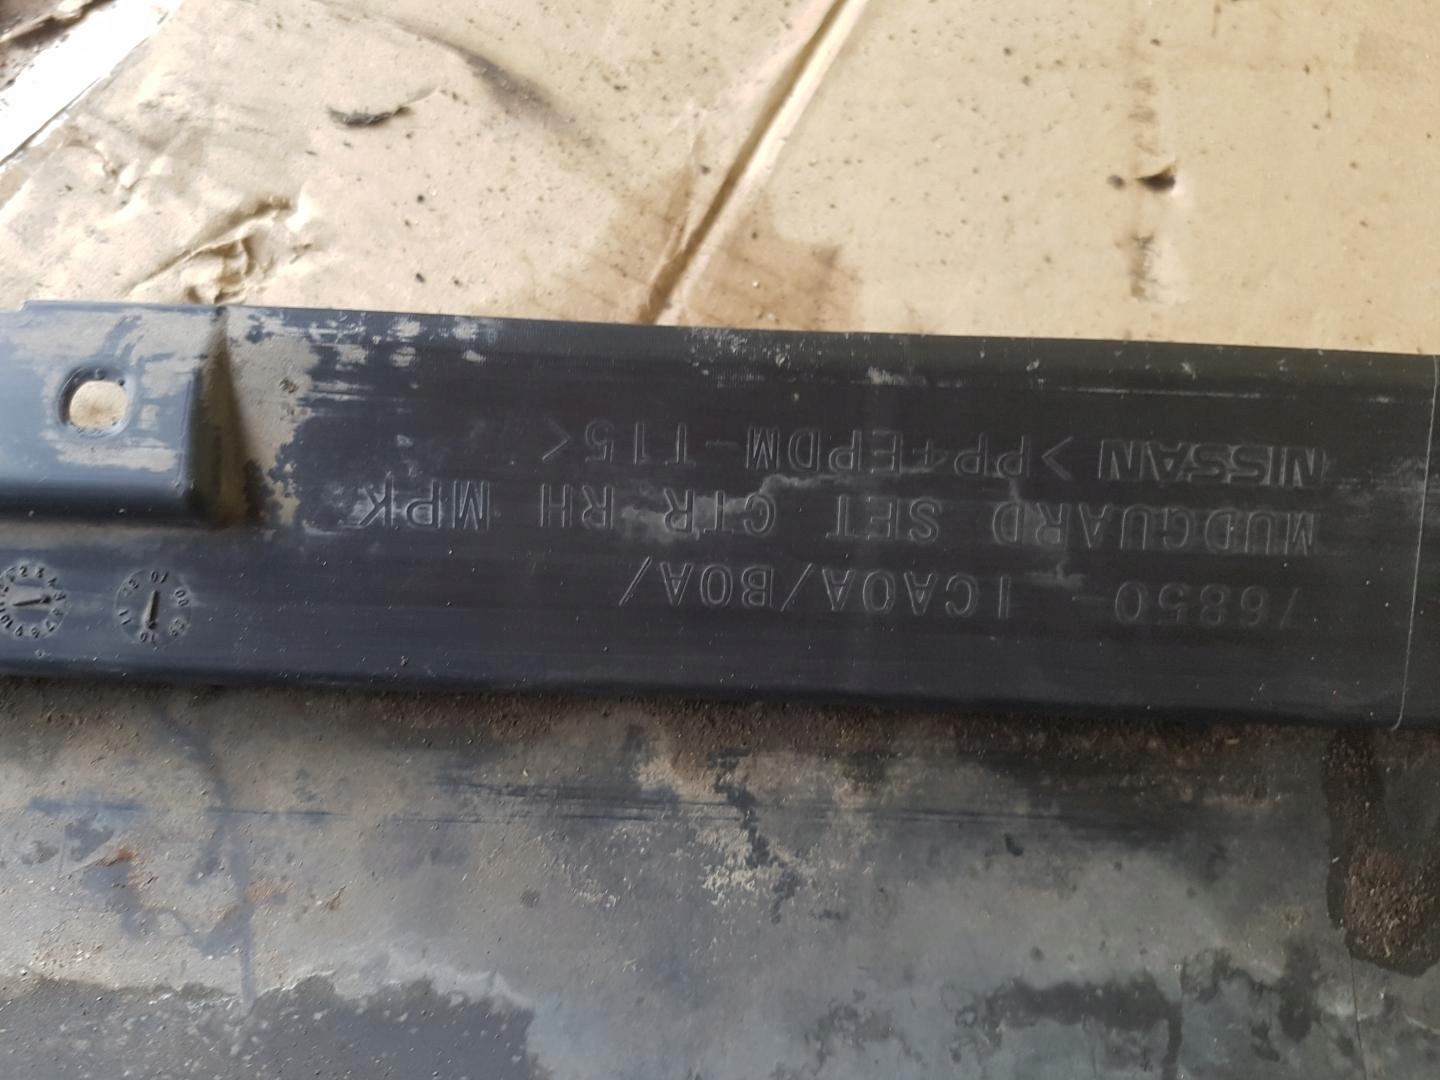 76850-1CA0A/B0A/
MUDGUARD SET CTR RH MPK
NISSAN >PP+EPDM-T15<